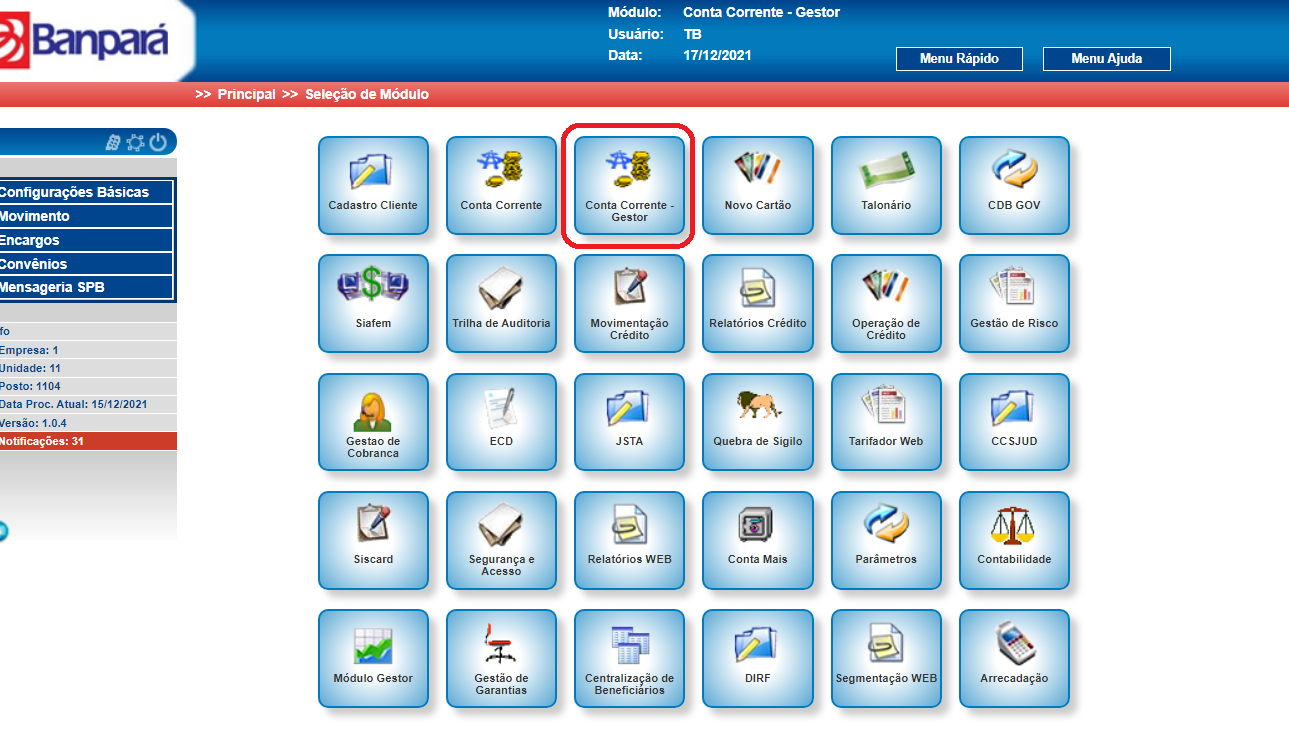 Banpará
Módulo: Conta Corrente - Gestor
Usuário: TB
Data: 17/12/2021
Menu Rápido
Menu Ajuda
>> Principal >> Seleção de Módulo
Configurações Básicas
Movimento
Encargos
Convênios
Mensageria SPB
fo
Empresa: 1
Unidade: 11
Posto: 1104
Data Proc. Atual: 15/12/2021
Versão: 1.0.4
Notificações: 31
Cadastro Cliente
Conta Corrente
Conta Corrente -
Gestor
Novo Cartão
Talonário
CDB GOV
Siafem
Trilha de Auditoria
Movimentação
Crédito
Relatórios Crédito
Operação de
Crédito
Gestão de Risco
Gestao de
Cobranca
ECD
JSTA
Quebra de Sigilo
Tarifador Web
CCSJUD
Siscard
Segurança e
Acesso
Relatórios WEB
Conta Mais
Parâmetros
Contabilidade
Módulo Gestor
Gestão de
Garantias
Centralização de
Beneficiários
DIRF
Segmentação WEB
Arrecadação